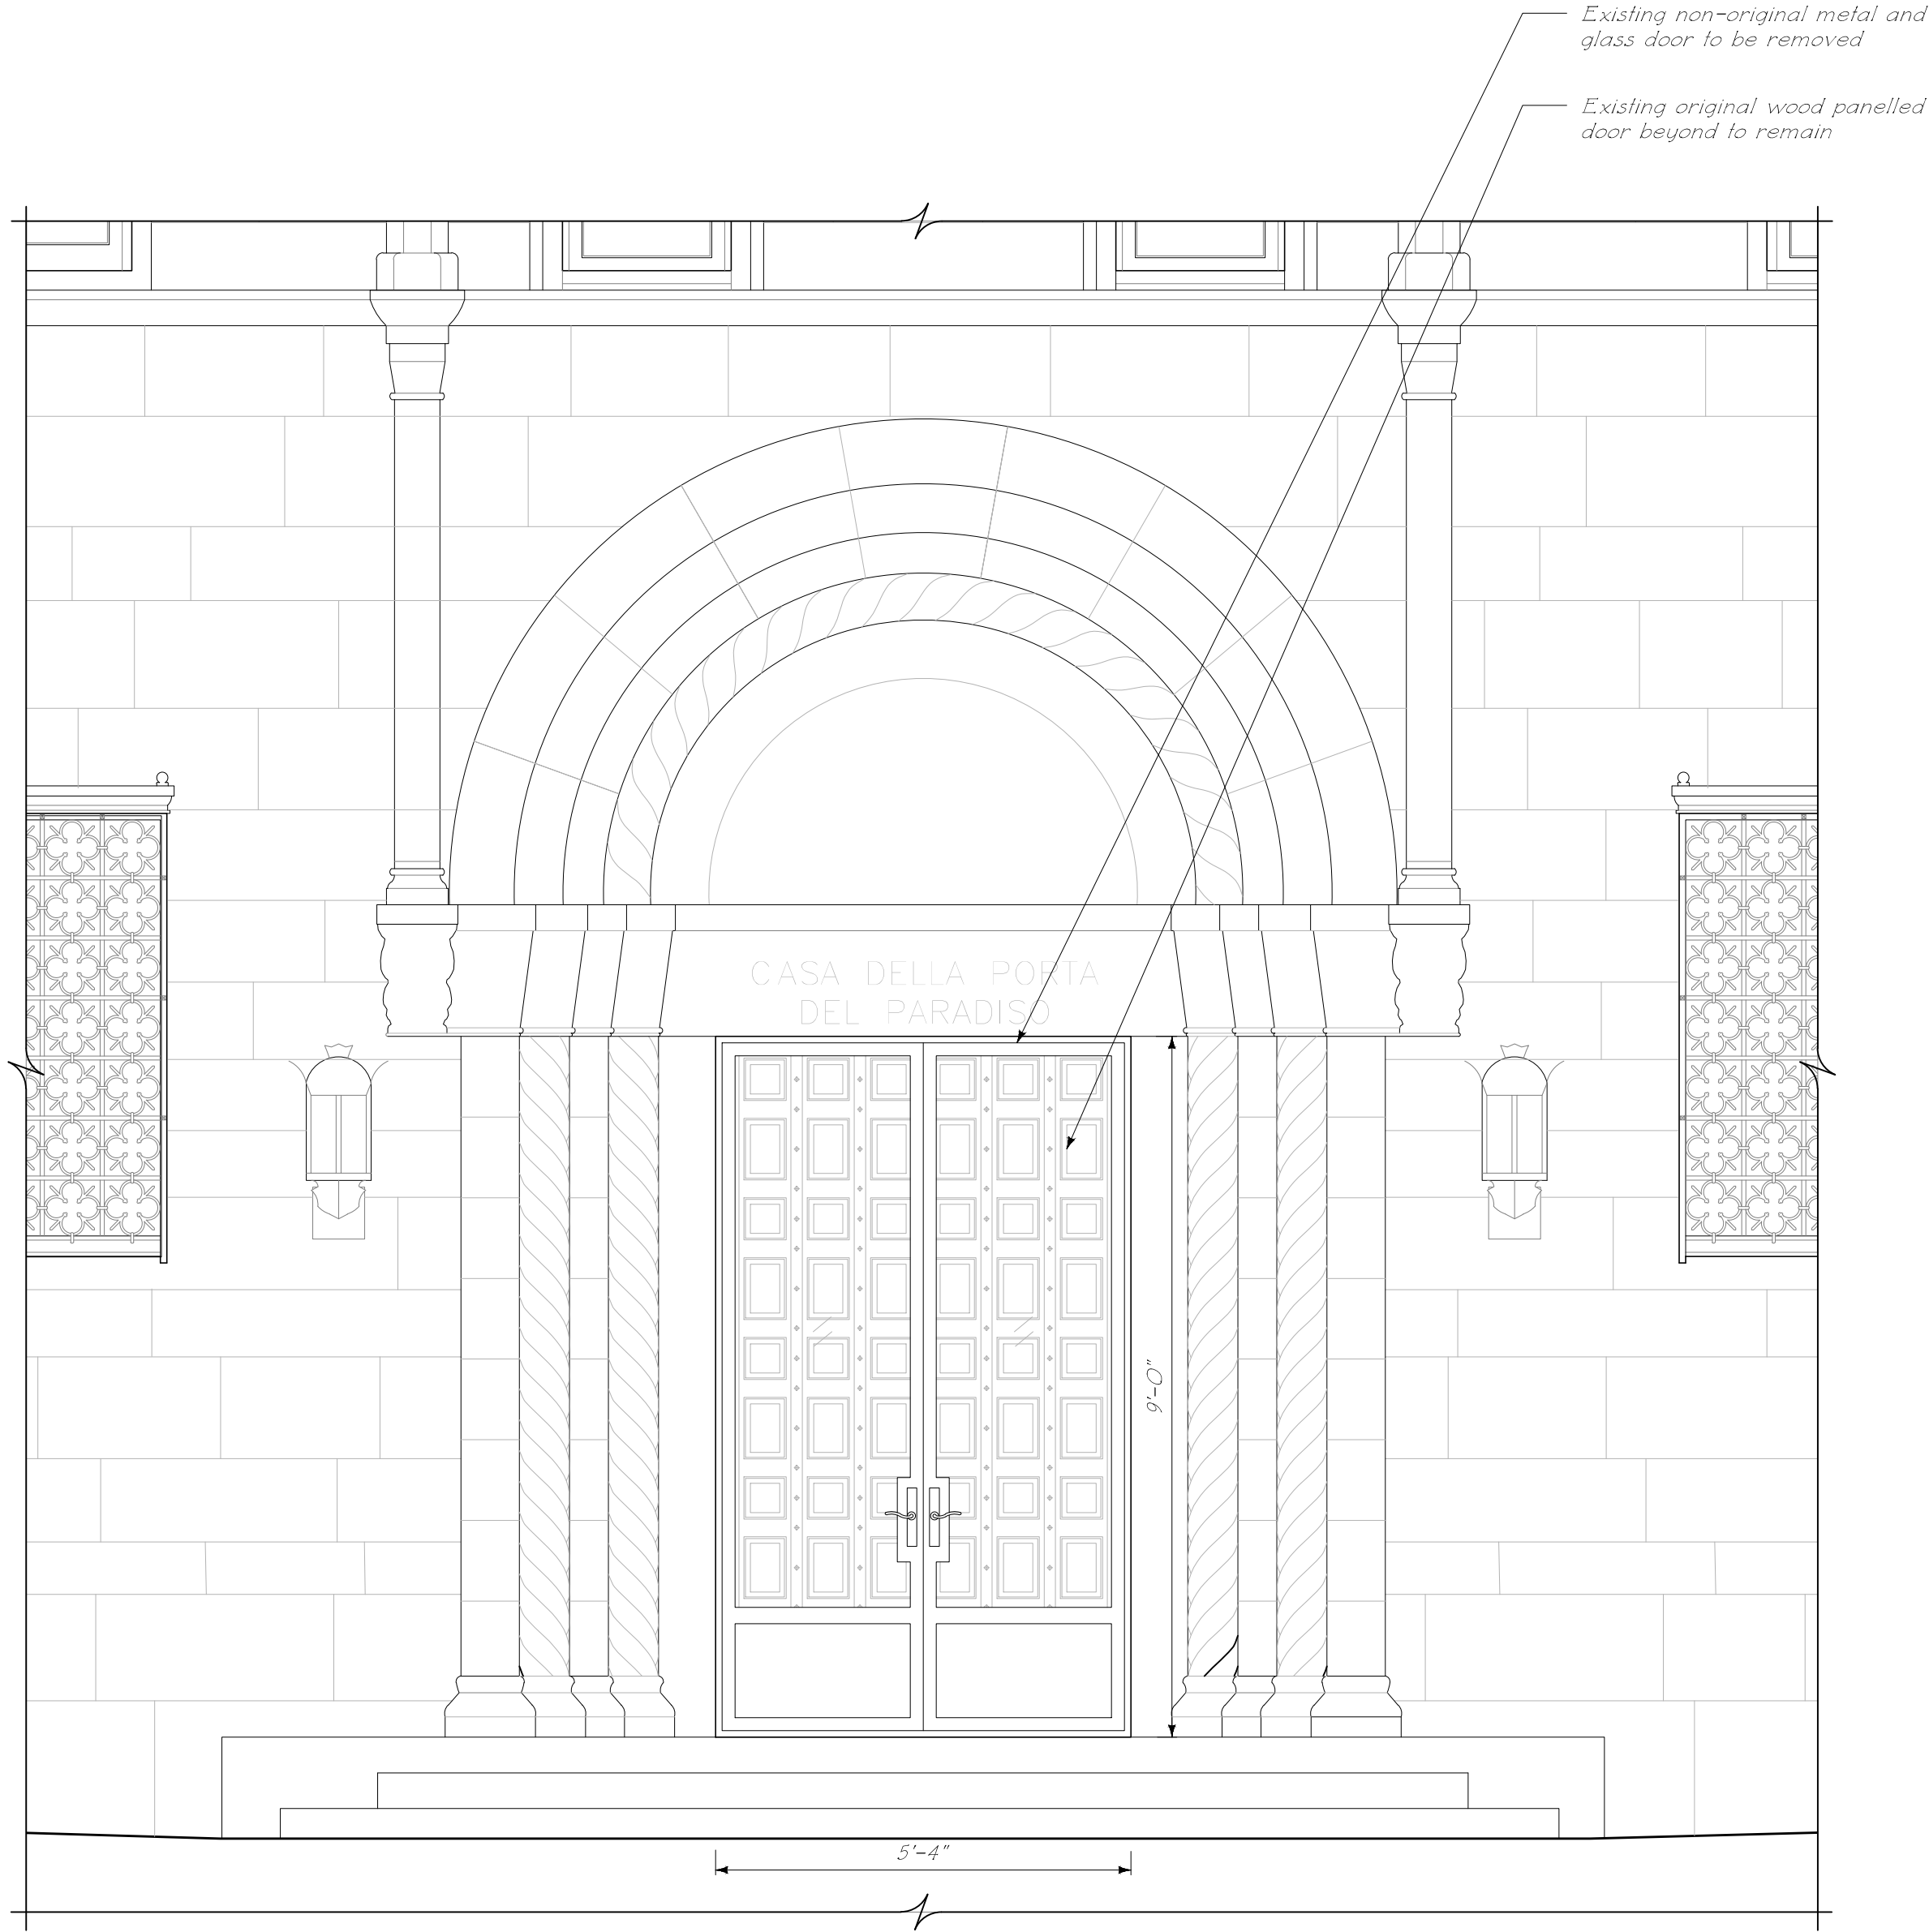 Existing non-original metal and
glass door to be removed
Existing original wood panelled
door beyond to remain
CASA DELLA PORTA
DEL PARADISO
9'-0"
5'-4"